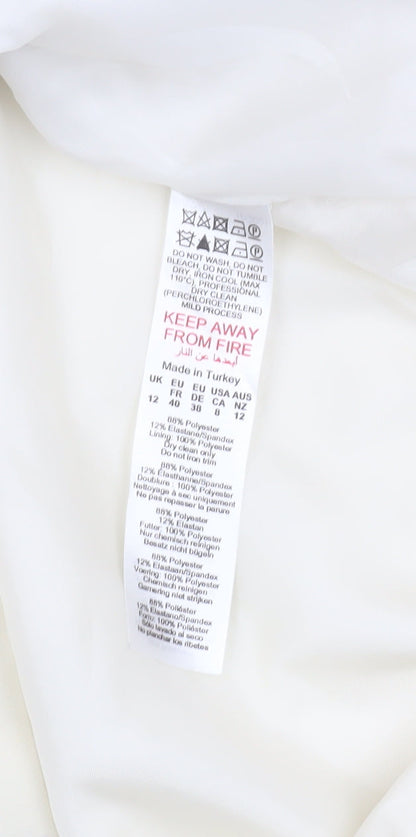 DO NOT WASH, DO NOT
BLEACH, DO NOT TUMBLE
DRY, IRON COOL (MAX
110°C), PROFESSIONAL
DRY CLEAN
(PERCHLOROETHYLENE)
MILD PROCESS
KEEP AWAY
FROM FIRE
أبعدها عن النار
Made in Turkey
UK EU EU USA AUS
FR DE CA NZ
12 40 38 8 12
88% Polyester
12% Elastane/Spandex
Lining: 100% Polyester
Dry clean only
Do not iron trim
88% Polyester
12% Elasthanne/Spandex
Doublure : 100% Polyester
Nettoyage à sec uniquement
Ne pas repasser la parure
88% Polyester
12% Elastan
Futter: 100% Polyester
Nur chemisch reinigen
Besatz nicht bügeln
88% Polyester
12% Elastaan/Spandex
Voering: 100% Polyester
Chemisch reinigen
Garnering niet strijken
88% Poliéster
12% Elastano/Spandex
Forro: 100% Poliéster
Sólo lavado al seco
No planchar los ribetes